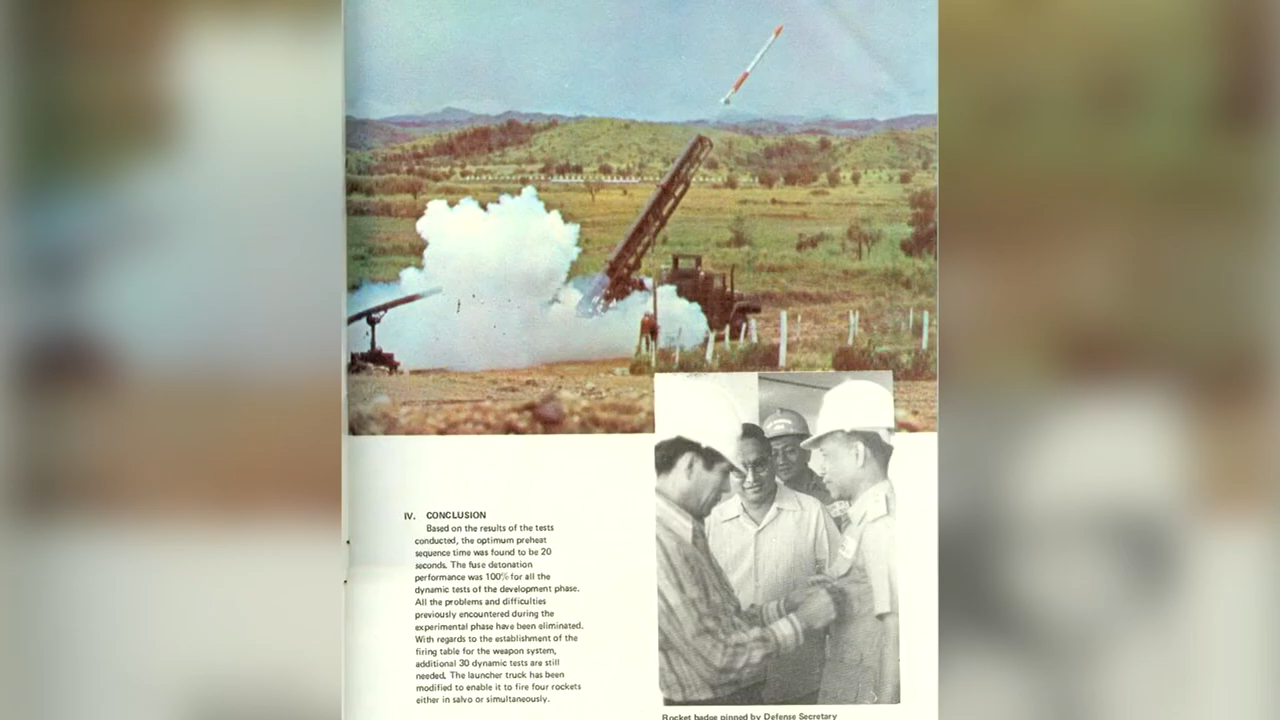 IV. CONCLUSION
Based on the results of the tests
conducted, the optimum preheat
sequence time was found to be 20
seconds. The fuse detonation
performance was 100% for all the
dynamic tests of the development phase.
All the problems and difficulties
previously encountered during the
experimental phase have been eliminated.
With regards to the establishment of the
firing table for the weapon system,
additional 30 dynamic tests are still
needed. The launcher truck has been
modified to enable it to fire four rockets
either in salvo or simultaneously.
Rocket badge pinned by Defense Secretary